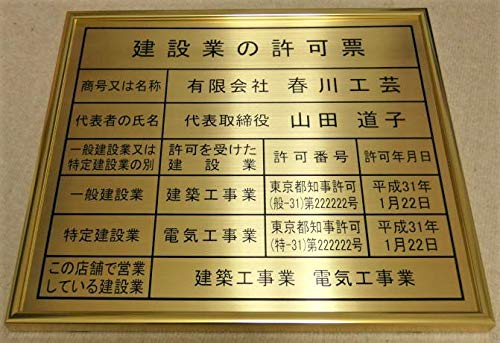 建設業の許可票
商号又は名称 有限会社 春川工芸
代表者の氏名 代表取締役 山田 道子
一般建設業又は
特定建設業の別
許可を受けた
建設業
許可番号
許可年月日
一般建設業
建築工事業
東京都知事許可
(般-31)第222222号
平成31年
1月22日
特定建設業
電気工事業
東京都知事許可
(特-31)第222222号
平成31年
1月22日
この店舗で営業
している建設業
建築工事業 電気工事業